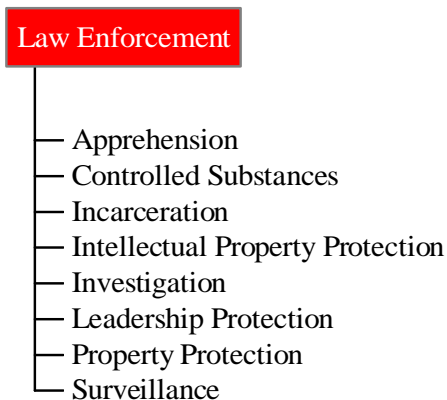 Law Enforcement
Apprehension
Controlled Substances
Incarceration
Intellectual Property Protection
Investigation
Leadership Protection
Property Protection
Surveillance